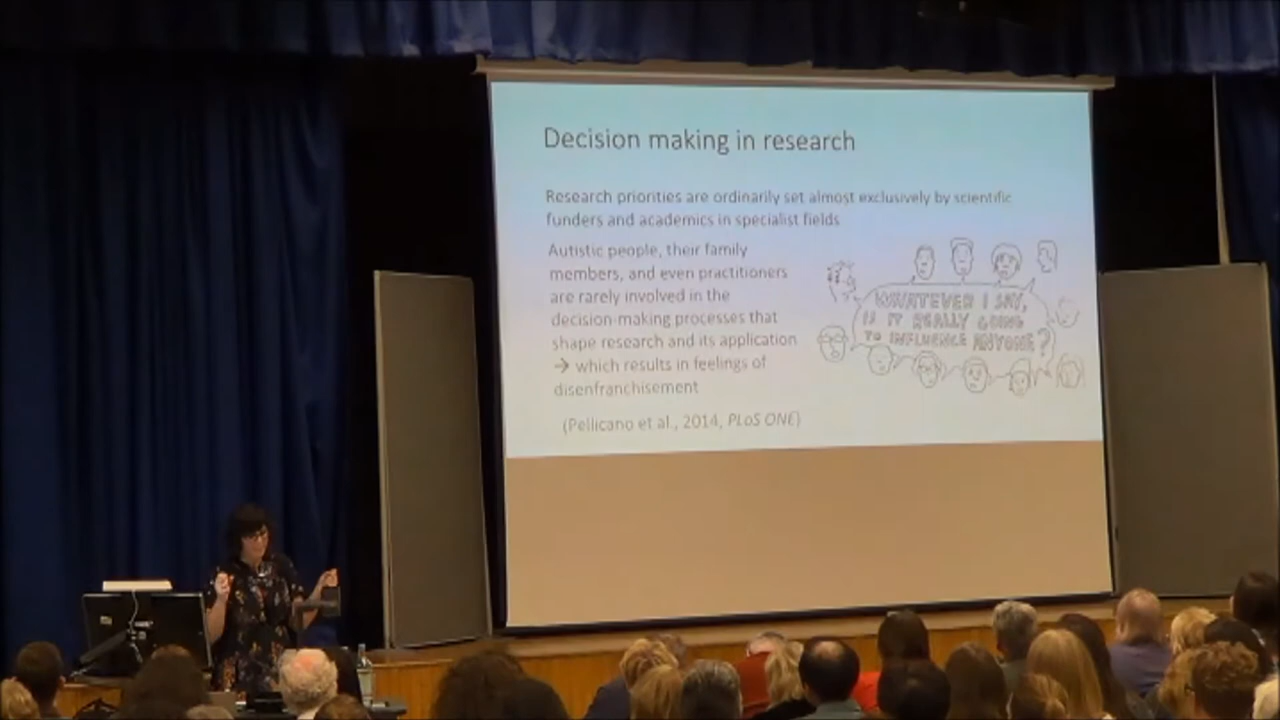 Decision making in research
Research priorities are ordinarily set almost exclusively by scientific
funders and academics in specialist fields
Autistic people, their family
members, and even practitioners
are rarely involved in the
decision-making processes that
shape research and its application
→ which results in feelings of
disenfranchisement
(Pellicano et al., 2014, PLoS ONE)
WHATEVER I SAY,
IS IT REALLY GOING
TO INFLUENCE ANYONE?